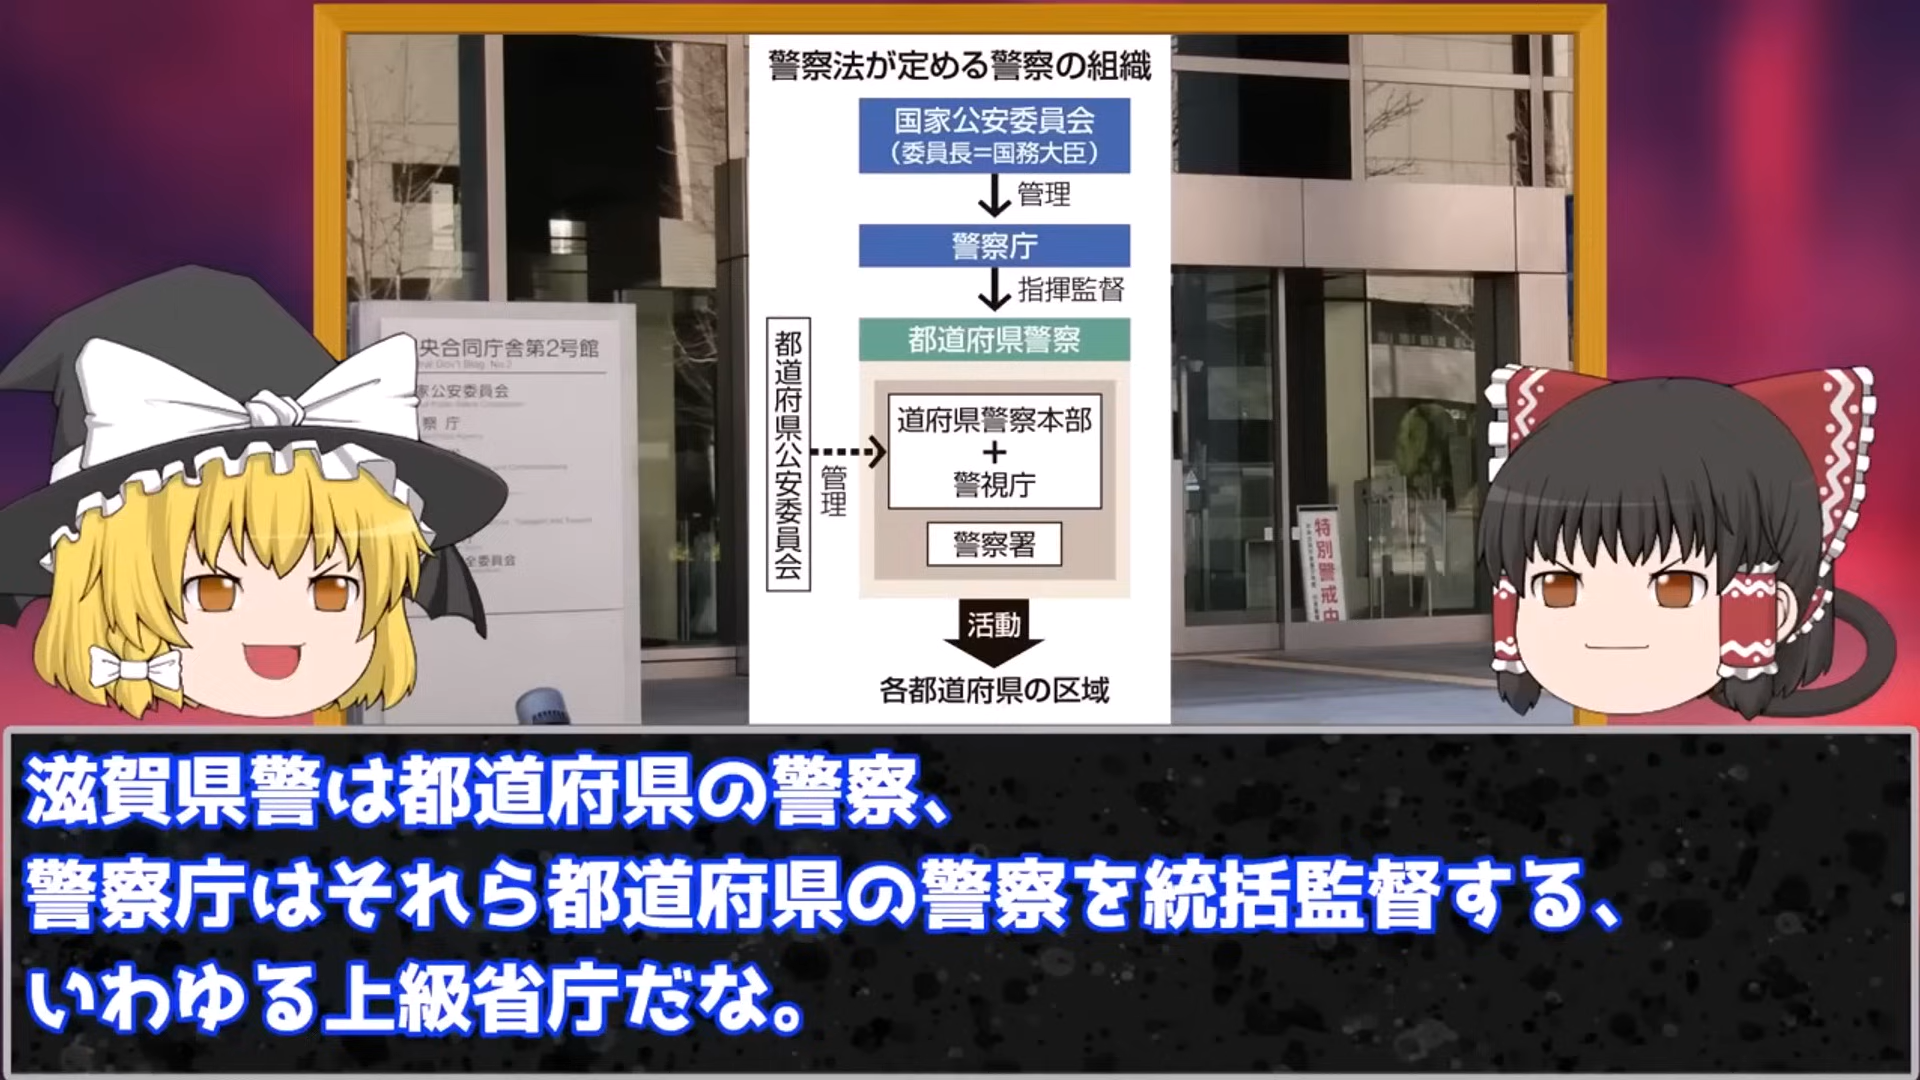 警察法が定める警察の組織
国家公安委員会
（委員長＝国務大臣）
管理
警察庁
指揮監督
都道府県警察
都道府県公安委員会
管理
道府県警察本部
+
警視庁
警察署
活動
各都道府県の区域
央合同庁舎第2号館
家公安委員会
察庁
全委員会
特別警戒中
滋賀県警は都道府県の警察、
警察庁はそれら都道府県の警察を統括監督する、
いわゆる上級省庁だな。